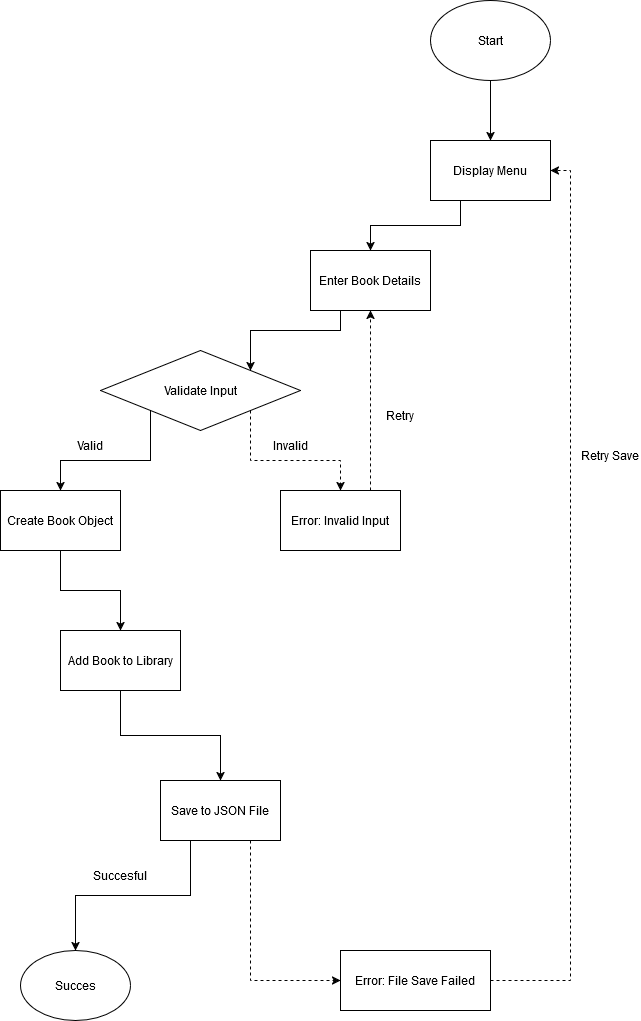 Start
Display Menu
Enter Book Details
Validate Input
Retry
Valid
Invalid
Retry Save
Create Book Object
Error: Invalid Input
Add Book to Library
Save to JSON File
Succesful
Succes
Error: File Save Failed